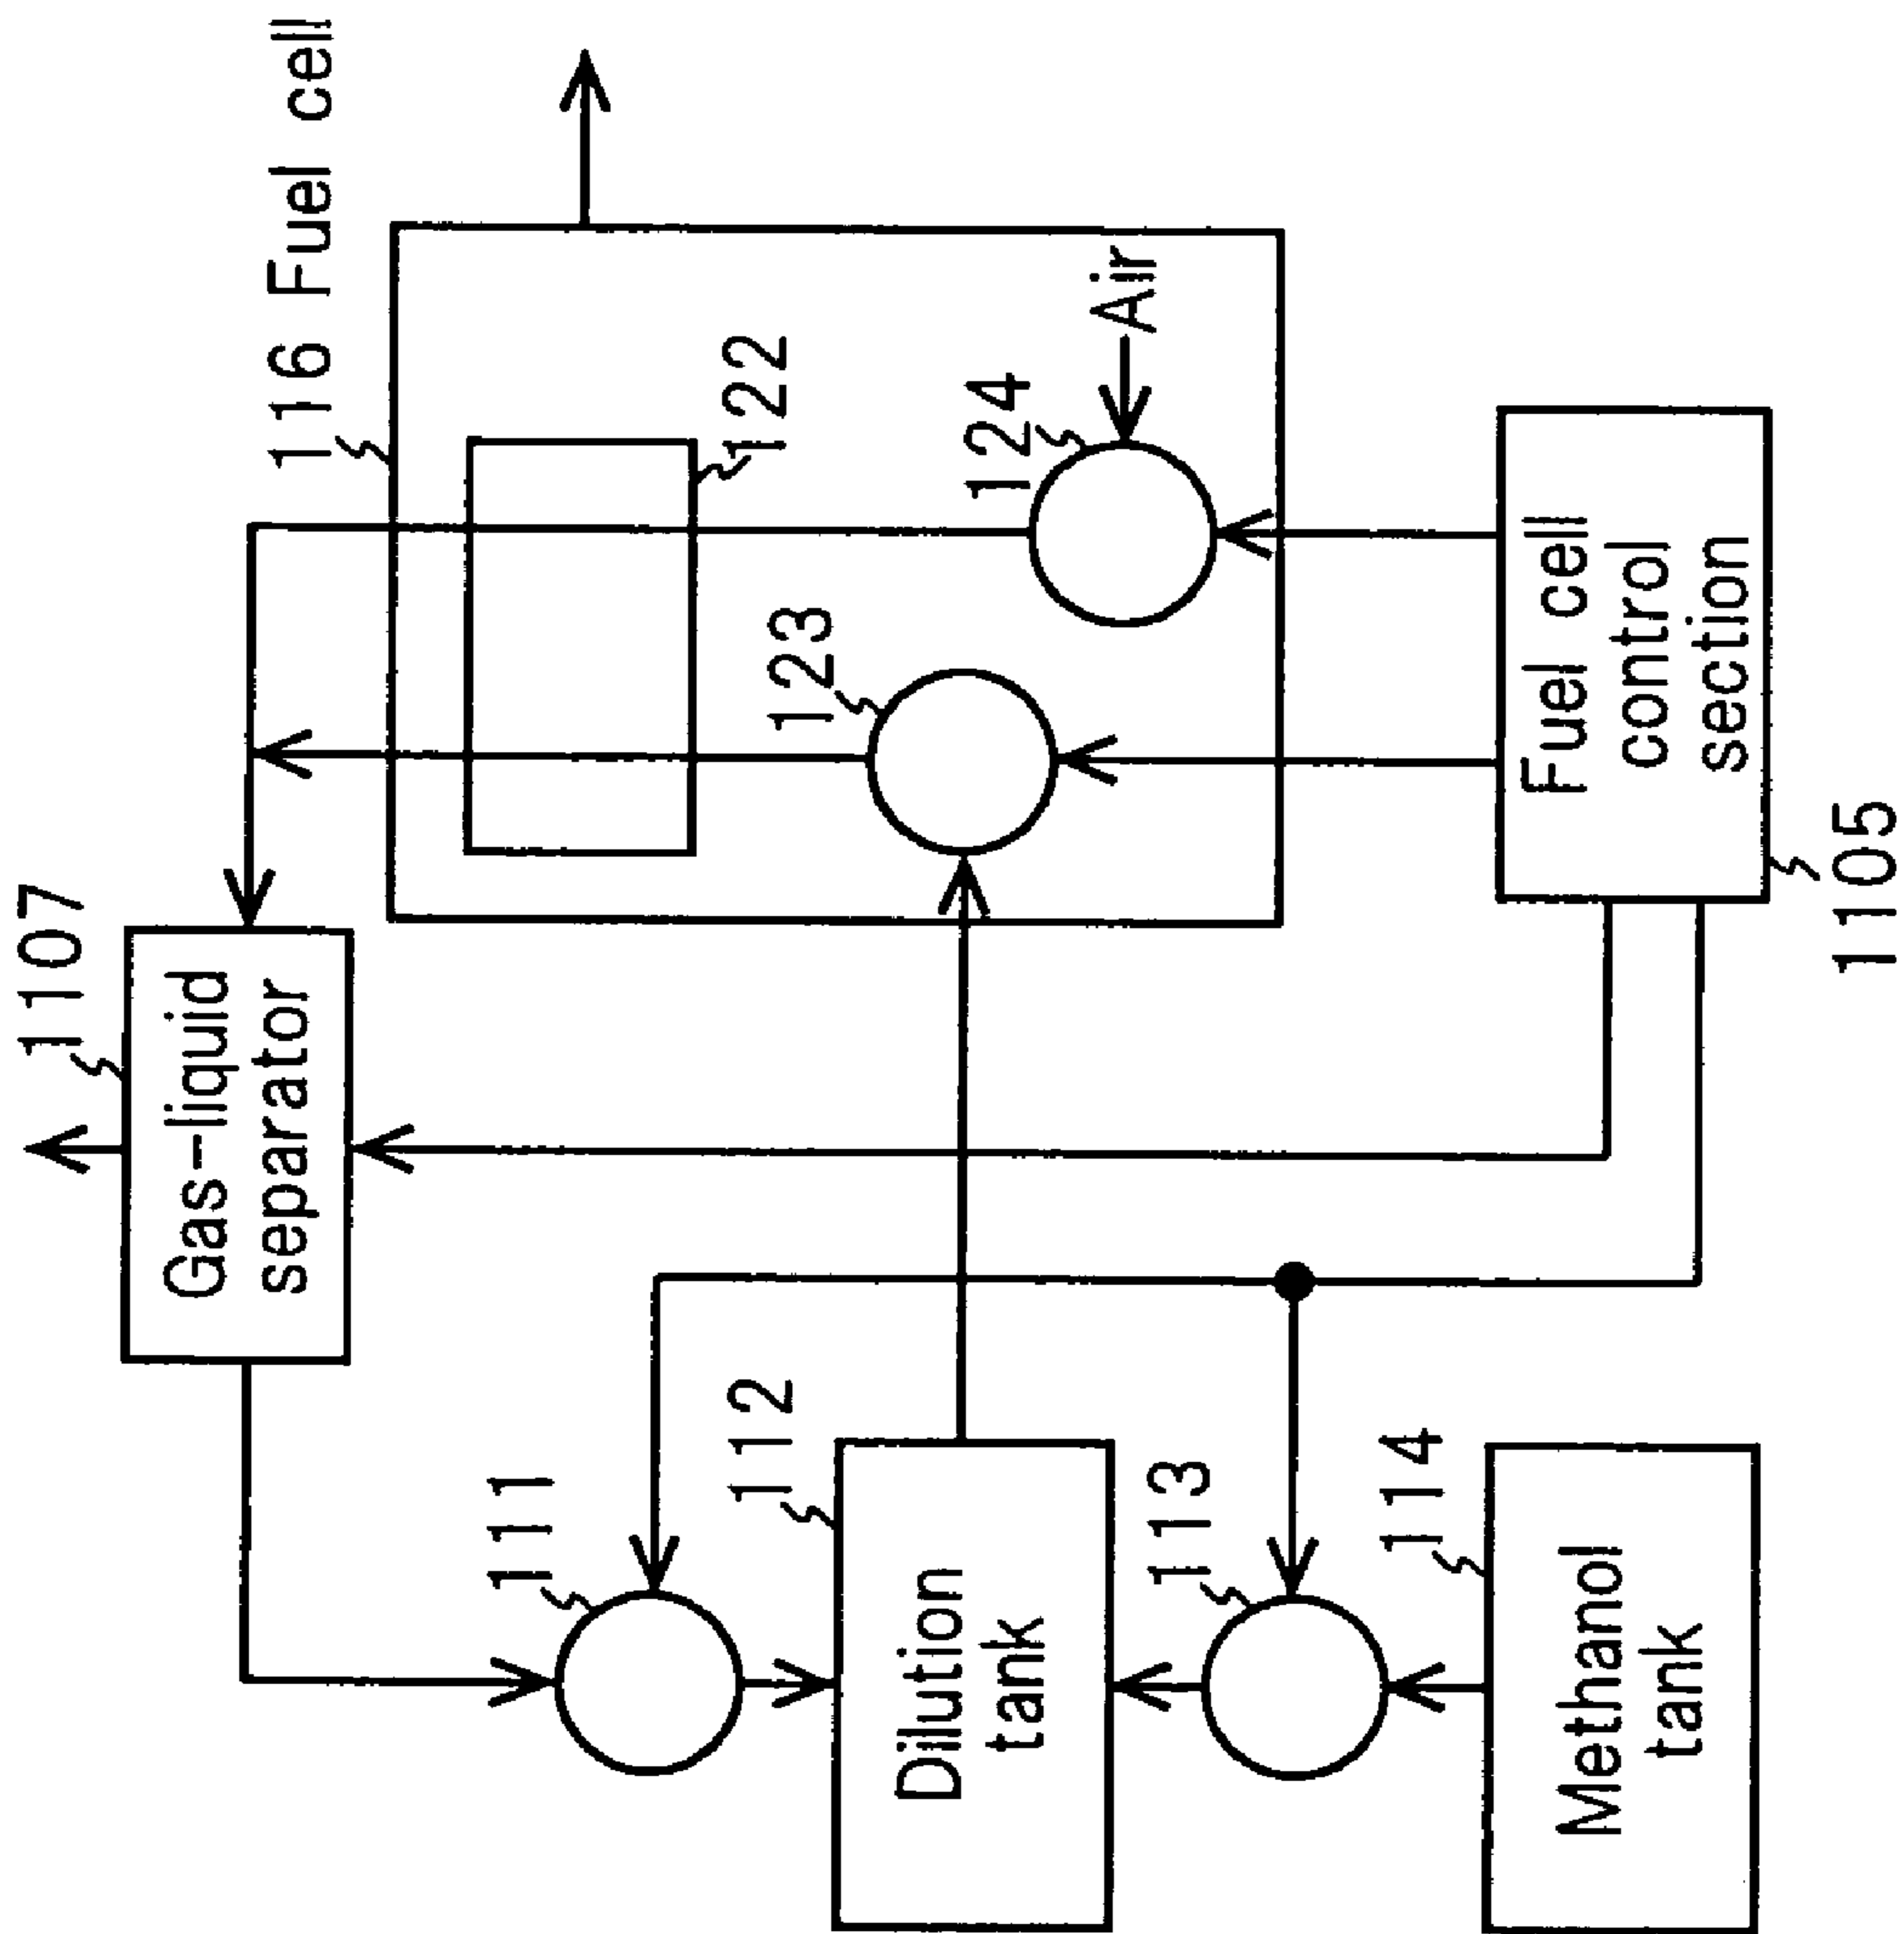 116 Fuel cell
122
124
Air
123
Fuel cell
control
section
1105
1107
Gas-liquid
separator
111
112
Dilution
tank
113
114
Methanol
tank